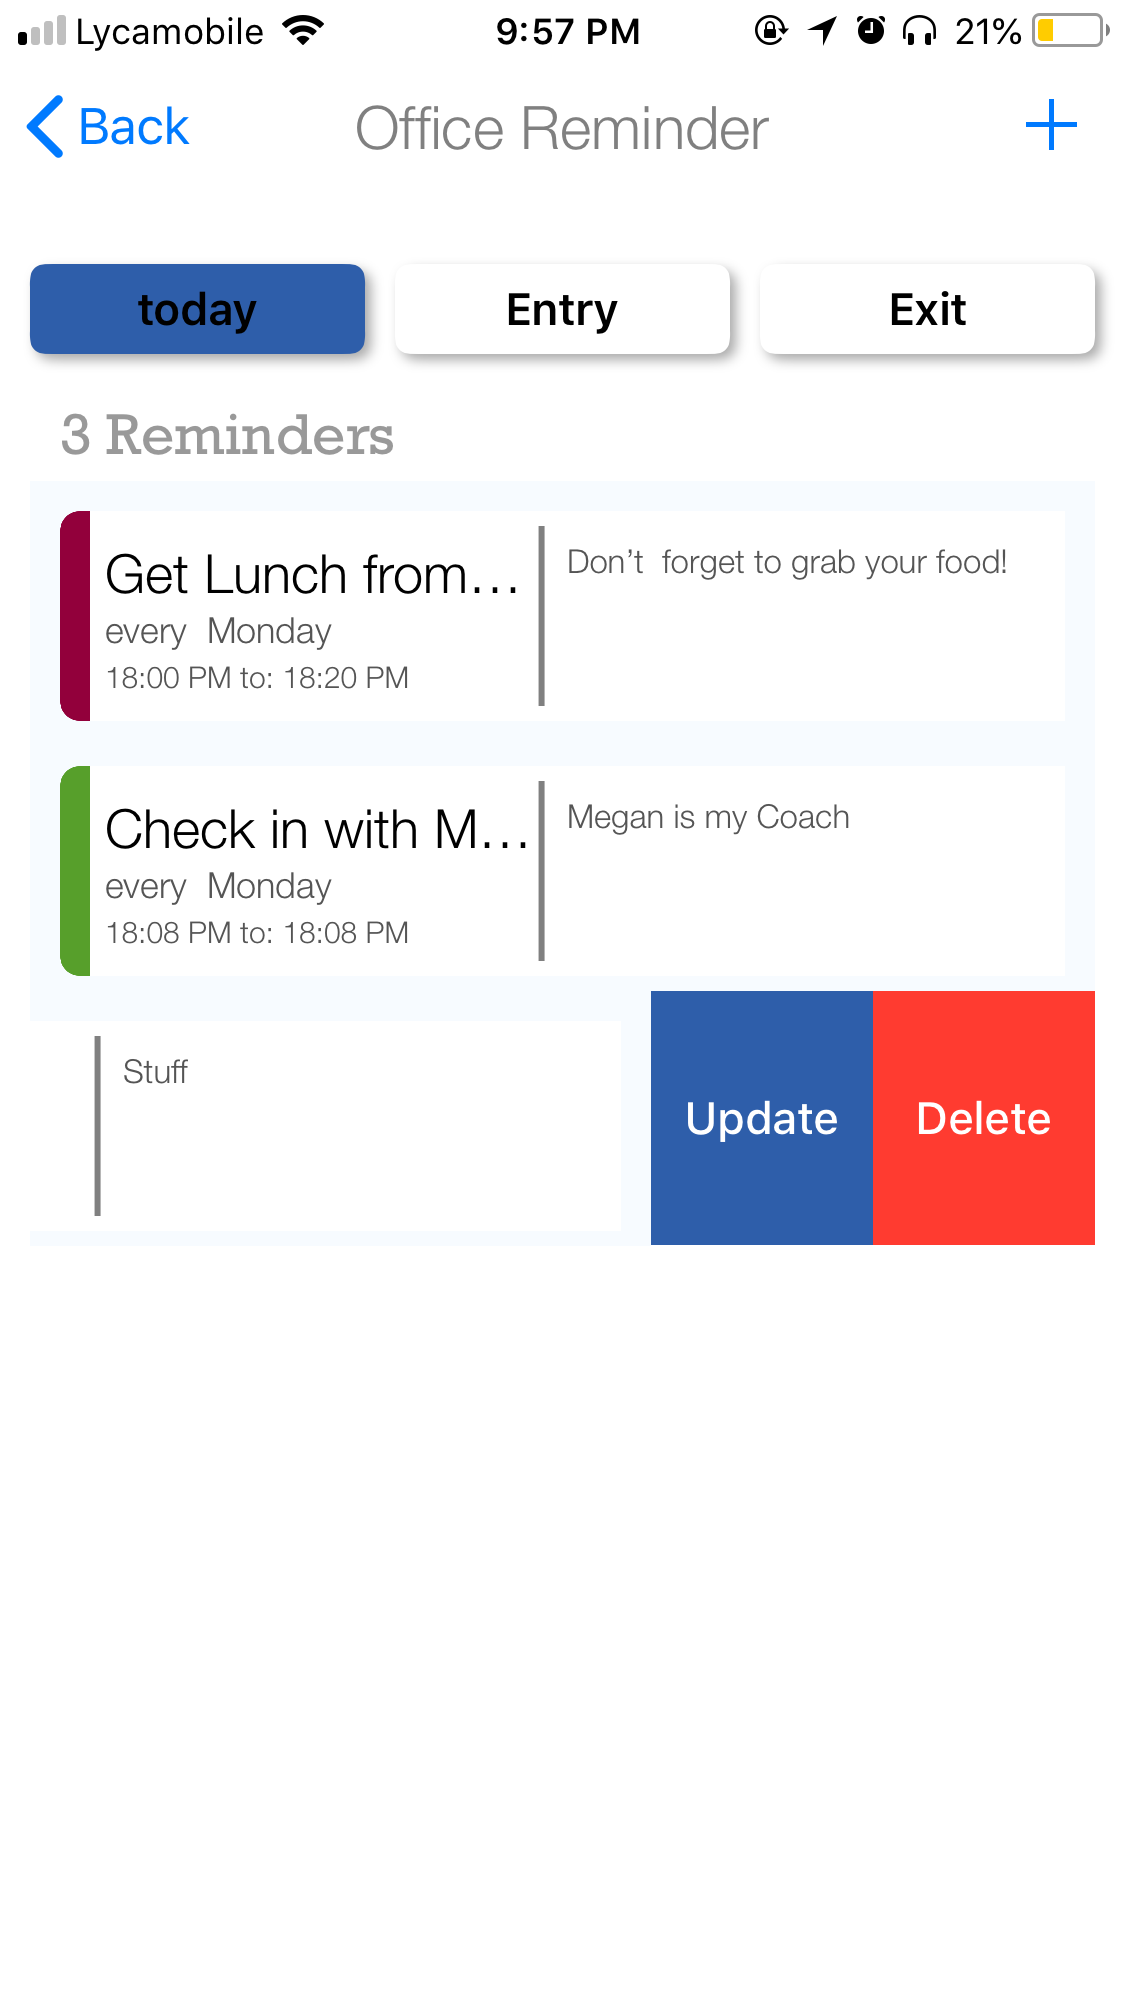 Lycamobile 9:57 PM 21%
Back Office Reminder +
today Entry Exit
3 Reminders
Get Lunch from...
every  Monday
18:00 PM to: 18:20 PM
Don’t  forget to grab your food!
Check in with M...
every  Monday
18:08 PM to: 18:08 PM
Megan is my Coach
Stuff
Update Delete